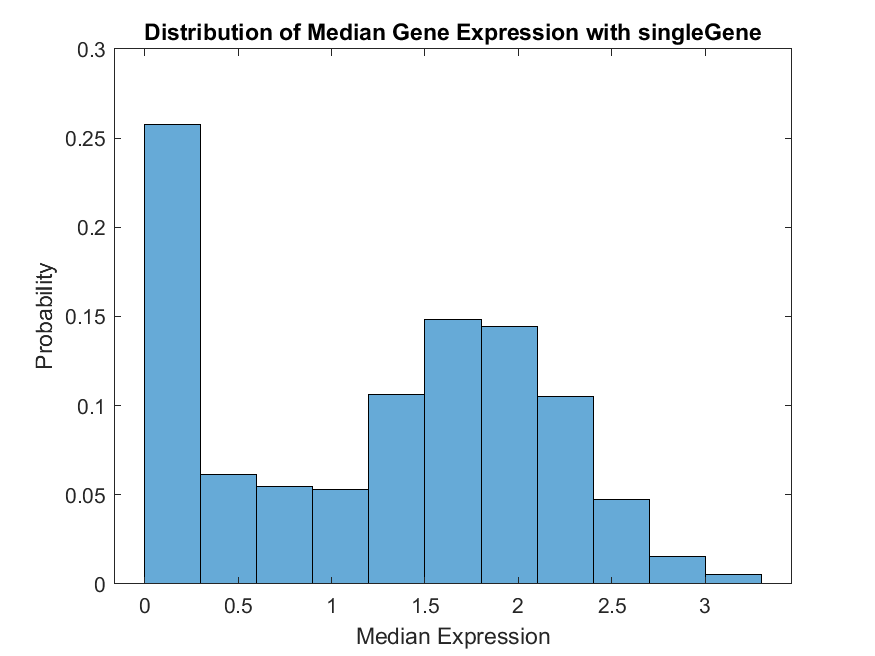 Distribution of Median Gene Expression with singleGene
0.3
0.25
0.2
0.15
0.1
0.05
0
Probability
0 0.5 1 1.5 2 2.5 3
Median Expression